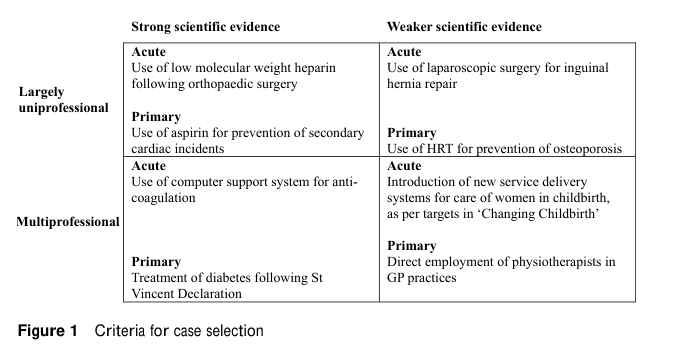 Strong scientific evidence
Weaker scientific evidence
Largely
uniprofessional
Acute
Use of low molecular weight heparin
following orthopaedic surgery
Primary
Use of aspirin for prevention of secondary
cardiac incidents
Acute
Use of laparoscopic surgery for inguinal
hernia repair
Primary
Use of HRT for prevention of osteoporosis
Multiprofessional
Acute
Use of computer support system for anti-
coagulation
Primary
Treatment of diabetes following St
Vincent Declaration
Acute
Introduction of new service delivery
systems for care of women in childbirth,
as per targets in ‘Changing Childbirth’
Primary
Direct employment of physiotherapists in
GP practices
Figure 1 Criteria for case selection